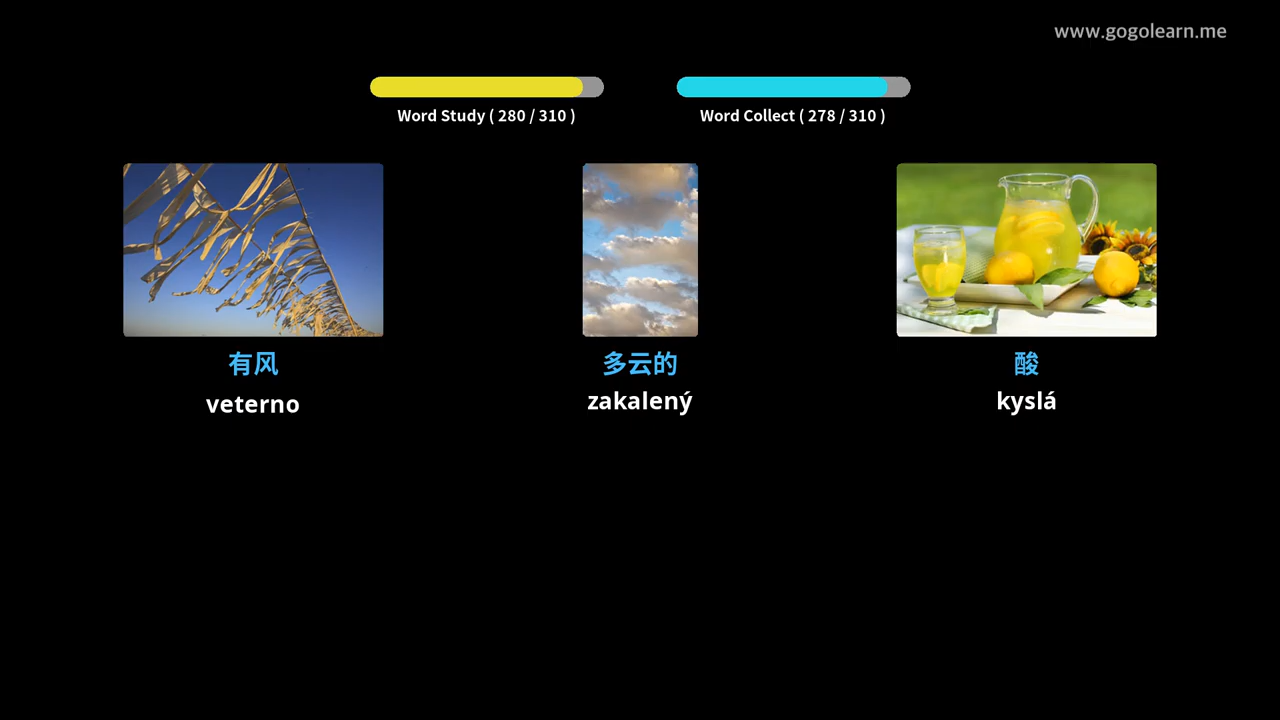 www.gogolearn.me
Word Study ( 280 / 310 )
Word Collect ( 278 / 310 )
有风
veterno
多云的
zakalený
酸
kyslá